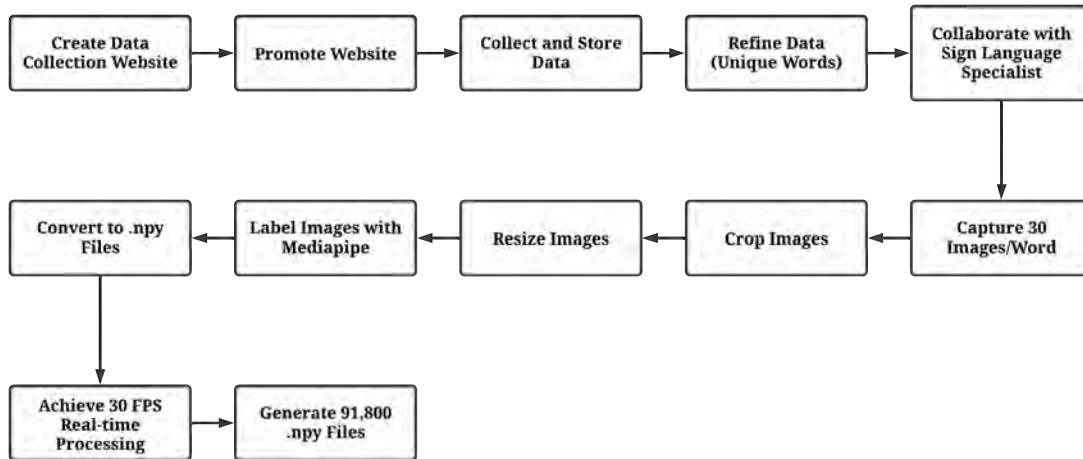 Create Data
Collection Website
Promote Website
Collect and Store
Data
Refine Data
(Unique Words)
Collaborate with
Sign Language
Specialist
Capture 30
Images/Word
Crop Images
Resize Images
Label Images with
Mediapipe
Convert to .npy
Files
Achieve 30 FPS
Real-time
Processing
Generate 91,800
.npy Files